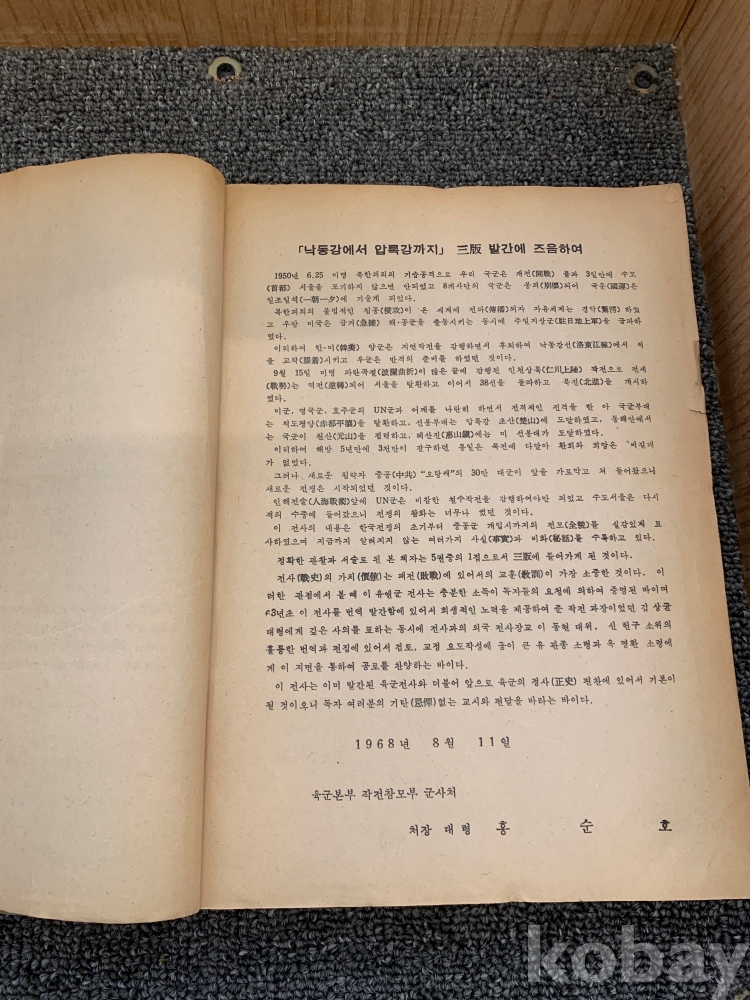 「낙동강에서 압록강까지」 三版 발간에 즈음하여
1950년 6.25 미명 북한괴뢰의 기습공격으로 우리 국군은 개전(開戰) 불과 3일만에 수도
(首都) 서울을 포기하지 않으면 안되었고 8개사단의 국군은 붕괴(崩壞)되어 국운(國運)은
일조일석(一朝一夕)에 기울게 되었다.
북한괴뢰의 불법적인 침공(侵攻)이 온 세계에 전파(傳播)되자 자유세계는 경악(驚愕)하였
고 우방 미국은 급거(急據) 해·공군을 출동시키는 동시에 주일지상군(駐日地上軍)을 급파하
였다.
이리하여 한·미(韓美) 양군은 지연작전을 감행하면서 후퇴하여 낙동강선(洛東江線)에서 적
을 고착(膠着)시키고 우군은 반격의 준비를 하였던 것이다.
9월 15일 미명 파란곡절(波瀾曲折)이 많은 끝에 감행된 인천상륙(仁川上陸) 작전으로 전세
(戰勢)는 역전(逆轉)되어 서울을 탈환하고 이어서 38선을 돌파하고 북진(北進)을 개시하
였다.
미군, 영국군, 호주군의 UN군과 어깨를 나란히 하면서 전격적인 진격을 한 아 국군부대
는 적도평양(赤都平壤)을 탈환하고, 선봉부대는 압록강 초산(楚山)에 도달하였고, 동해안에서
는 국군이 원산(元山)을 점령하고, 혜산진(惠山鎭)에는 미 선봉대가 도달하였다.
이리하여 해방 5년만에 3천만이 갈구하던 통일은 목전에 다달아 환희와 희망은 비길데
가 없었다.
그러나 새로운 침략자 중공(中共) "오랑캐"의 30만 대군이 앞을 가로막고 쳐 들어왔으니
새로운 전쟁은 시작되었던 것이다.
인해전술(人海戰術)앞에 UN군은 비참한 철수작전을 감행하여야만 되었고 수도서울은 다시
적의 수중에 들어갔으니 전쟁의 참화는 너무나 컸던 것이다.
이 전사의 내용은 한국전쟁의 초기부터 중공군 개입시까지의 전모(全貌)를 실감있게 묘
사하였으며 지금까지 알려지지 않는 여러가지 사실(事實)과 비화(秘話)를 수록하고 있다.
정확한 관찰과 서술로 된 본 책자는 5권중의 1점으로서 三版에 들어가게 된 것이다.
전사(戰史)의 가치(價値)는 패전(敗戰)에 있어서의 교훈(敎訓)이 가장 소중한 것이다. 이
러한 관점에서 볼 때 이 유엔군 전사는 충분한 소득이 독자들의 요청에 의하여 증명된 바이며
63년초 이 전사를 번역 발간함에 있어서 희생적인 노력을 제공하여 준 작전 과장이었던 김 상균
대령에게 깊은 사의를 표하는 동시에 전사과의 외국 전사장교 이 동현 대위, 신 현구 소위의
훌륭한 번역과 편집에 있어서 검토, 교정 요도작성에 공이 큰 유 관종 소령과 옥 명환 소령에
게 이 지면을 통하여 공로를 찬양하는 바이다.
이 전사는 이미 발간된 육군전사와 더불어 앞으로 육군의 정사(正史) 편찬에 있어서 기본이
될 것이오니 독자 여러분의 기탄(忌憚)없는 교시와 편달을 바라는 바이다.
1968년 8월 11일
육군본부 작전참모부 군사처
처장 대령 홍 순 호
kobay